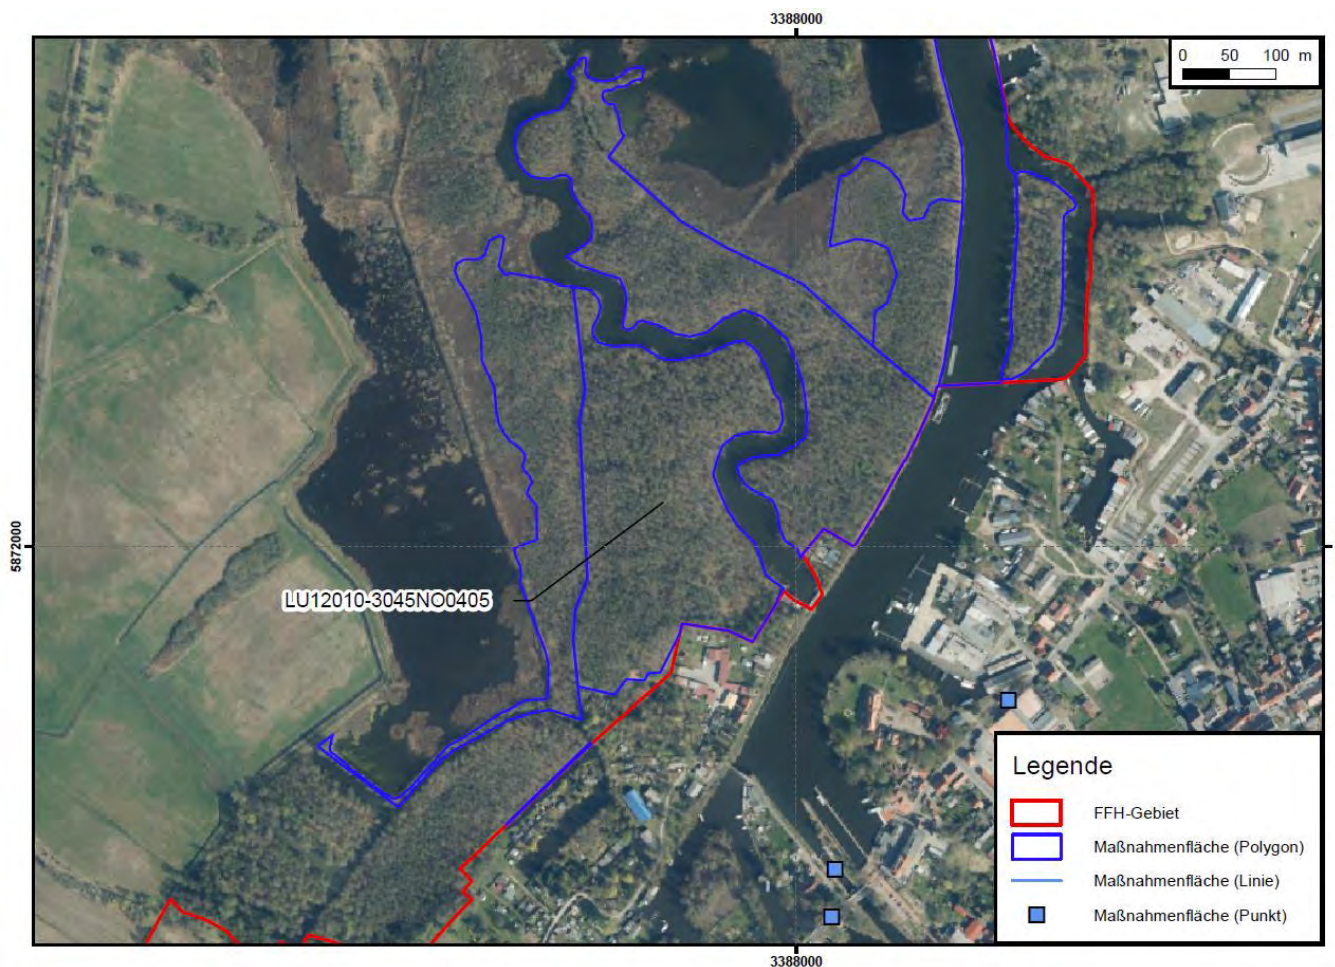 3388000
0 50 100 m
5872000
LU12010-3045NO0405
Legende
FFH-Gebiet
Maßnahmenfläche (Polygon)
Maßnahmenfläche (Linie)
Maßnahmenfläche (Punkt)
3388000